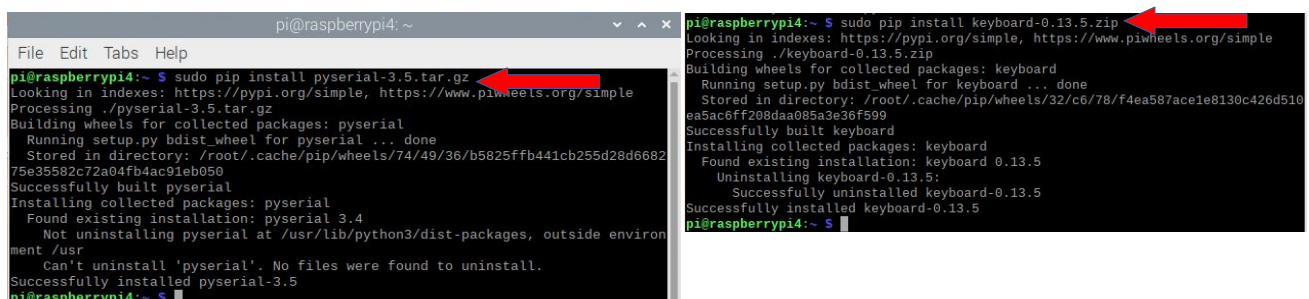 pi@raspberrypi4: ~
File Edit Tabs Help
pi@raspberrypi4:~ $ sudo pip install pyserial-3.5.tar.gz
Looking in indexes: https://pypi.org/simple, https://www.piwheels.org/simple
Processing ./pyserial-3.5.tar.gz
Building wheels for collected packages: pyserial
  Running setup.py bdist_wheel for pyserial ... done
  Stored in directory: /root/.cache/pip/wheels/74/49/36/b5825ffb441cb255d28d6682
75e35582c72a04fb4ac91eb050
Successfully built pyserial
Installing collected packages: pyserial
  Found existing installation: pyserial 3.4
    Not uninstalling pyserial at /usr/lib/python3/dist-packages, outside environ
ment /usr
    Can't uninstall 'pyserial'. No files were found to uninstall.
Successfully installed pyserial-3.5
pi@raspberrypi4:~ $
pi@raspberrypi4:~ $ sudo pip install keyboard-0.13.5.zip
Looking in indexes: https://pypi.org/simple, https://www.piwheels.org/simple
Processing ./keyboard-0.13.5.zip
Building wheels for collected packages: keyboard
  Running setup.py bdist_wheel for keyboard ... done
  Stored in directory: /root/.cache/pip/wheels/32/c6/78/f4ea587ace1e8130c426d510
ea5ac6ff208daa085a3e36f599
Successfully built keyboard
Installing collected packages: keyboard
  Found existing installation: keyboard 0.13.5
    Uninstalling keyboard-0.13.5:
      Successfully uninstalled keyboard-0.13.5
Successfully installed keyboard-0.13.5
pi@raspberrypi4:~ $